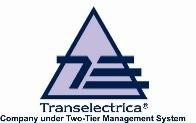 Transelectrica®
Company under Two-Tier Management System